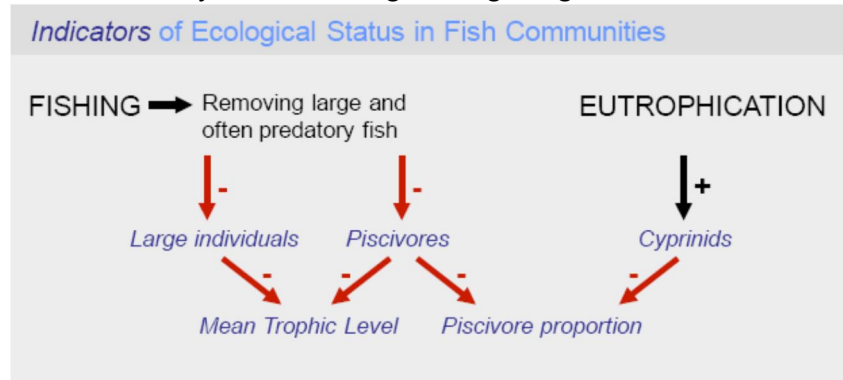 Indicators of Ecological Status in Fish Communities
FISHING Removing large and
often predatory fish
EUTROPHICATION
- - +
Large individuals Piscivores Cyprinids
- - - -
Mean Trophic Level Piscivore proportion